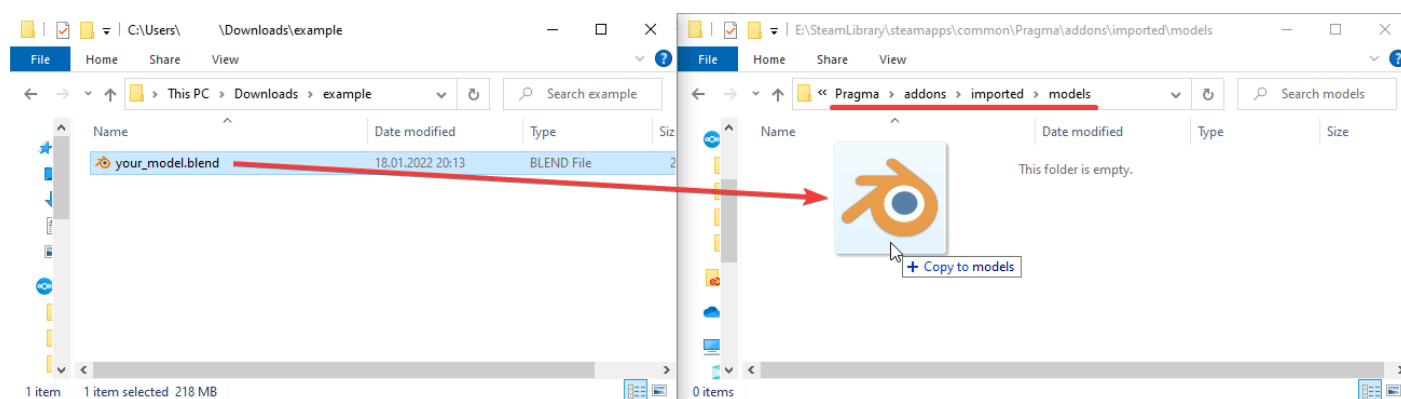 C:\Users\ \Downloads\example
File Home Share View
This PC > Downloads > example
Search example
Name Date modified Type Siz
your_model.blend 18.01.2022 20:13 BLEND File 2
1 item 1 item selected 218 MB
E:\SteamLibrary\steamapps\common\Pragma\addons\imported\models
File Home Share View
« Pragma > addons > imported > models
Search models
Name Date modified Type Size
This folder is empty.
+ Copy to models
0 items